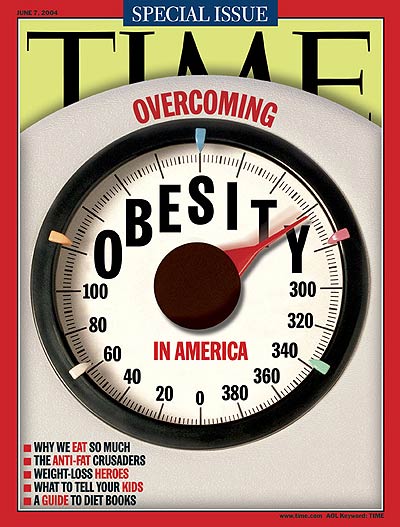 JUNE 7, 2004
SPECIAL ISSUE
TIME
OVERCOMING
OBESITY
IN AMERICA
100
80
60
40
20
0
380
360
340
320
300
WHY WE EAT SO MUCH
THE ANTI-FAT CRUSADERS
WEIGHT-LOSS HEROES
WHAT TO TELL YOUR KIDS
A GUIDE TO DIET BOOKS
www.time.com AOL Keyword: TIME